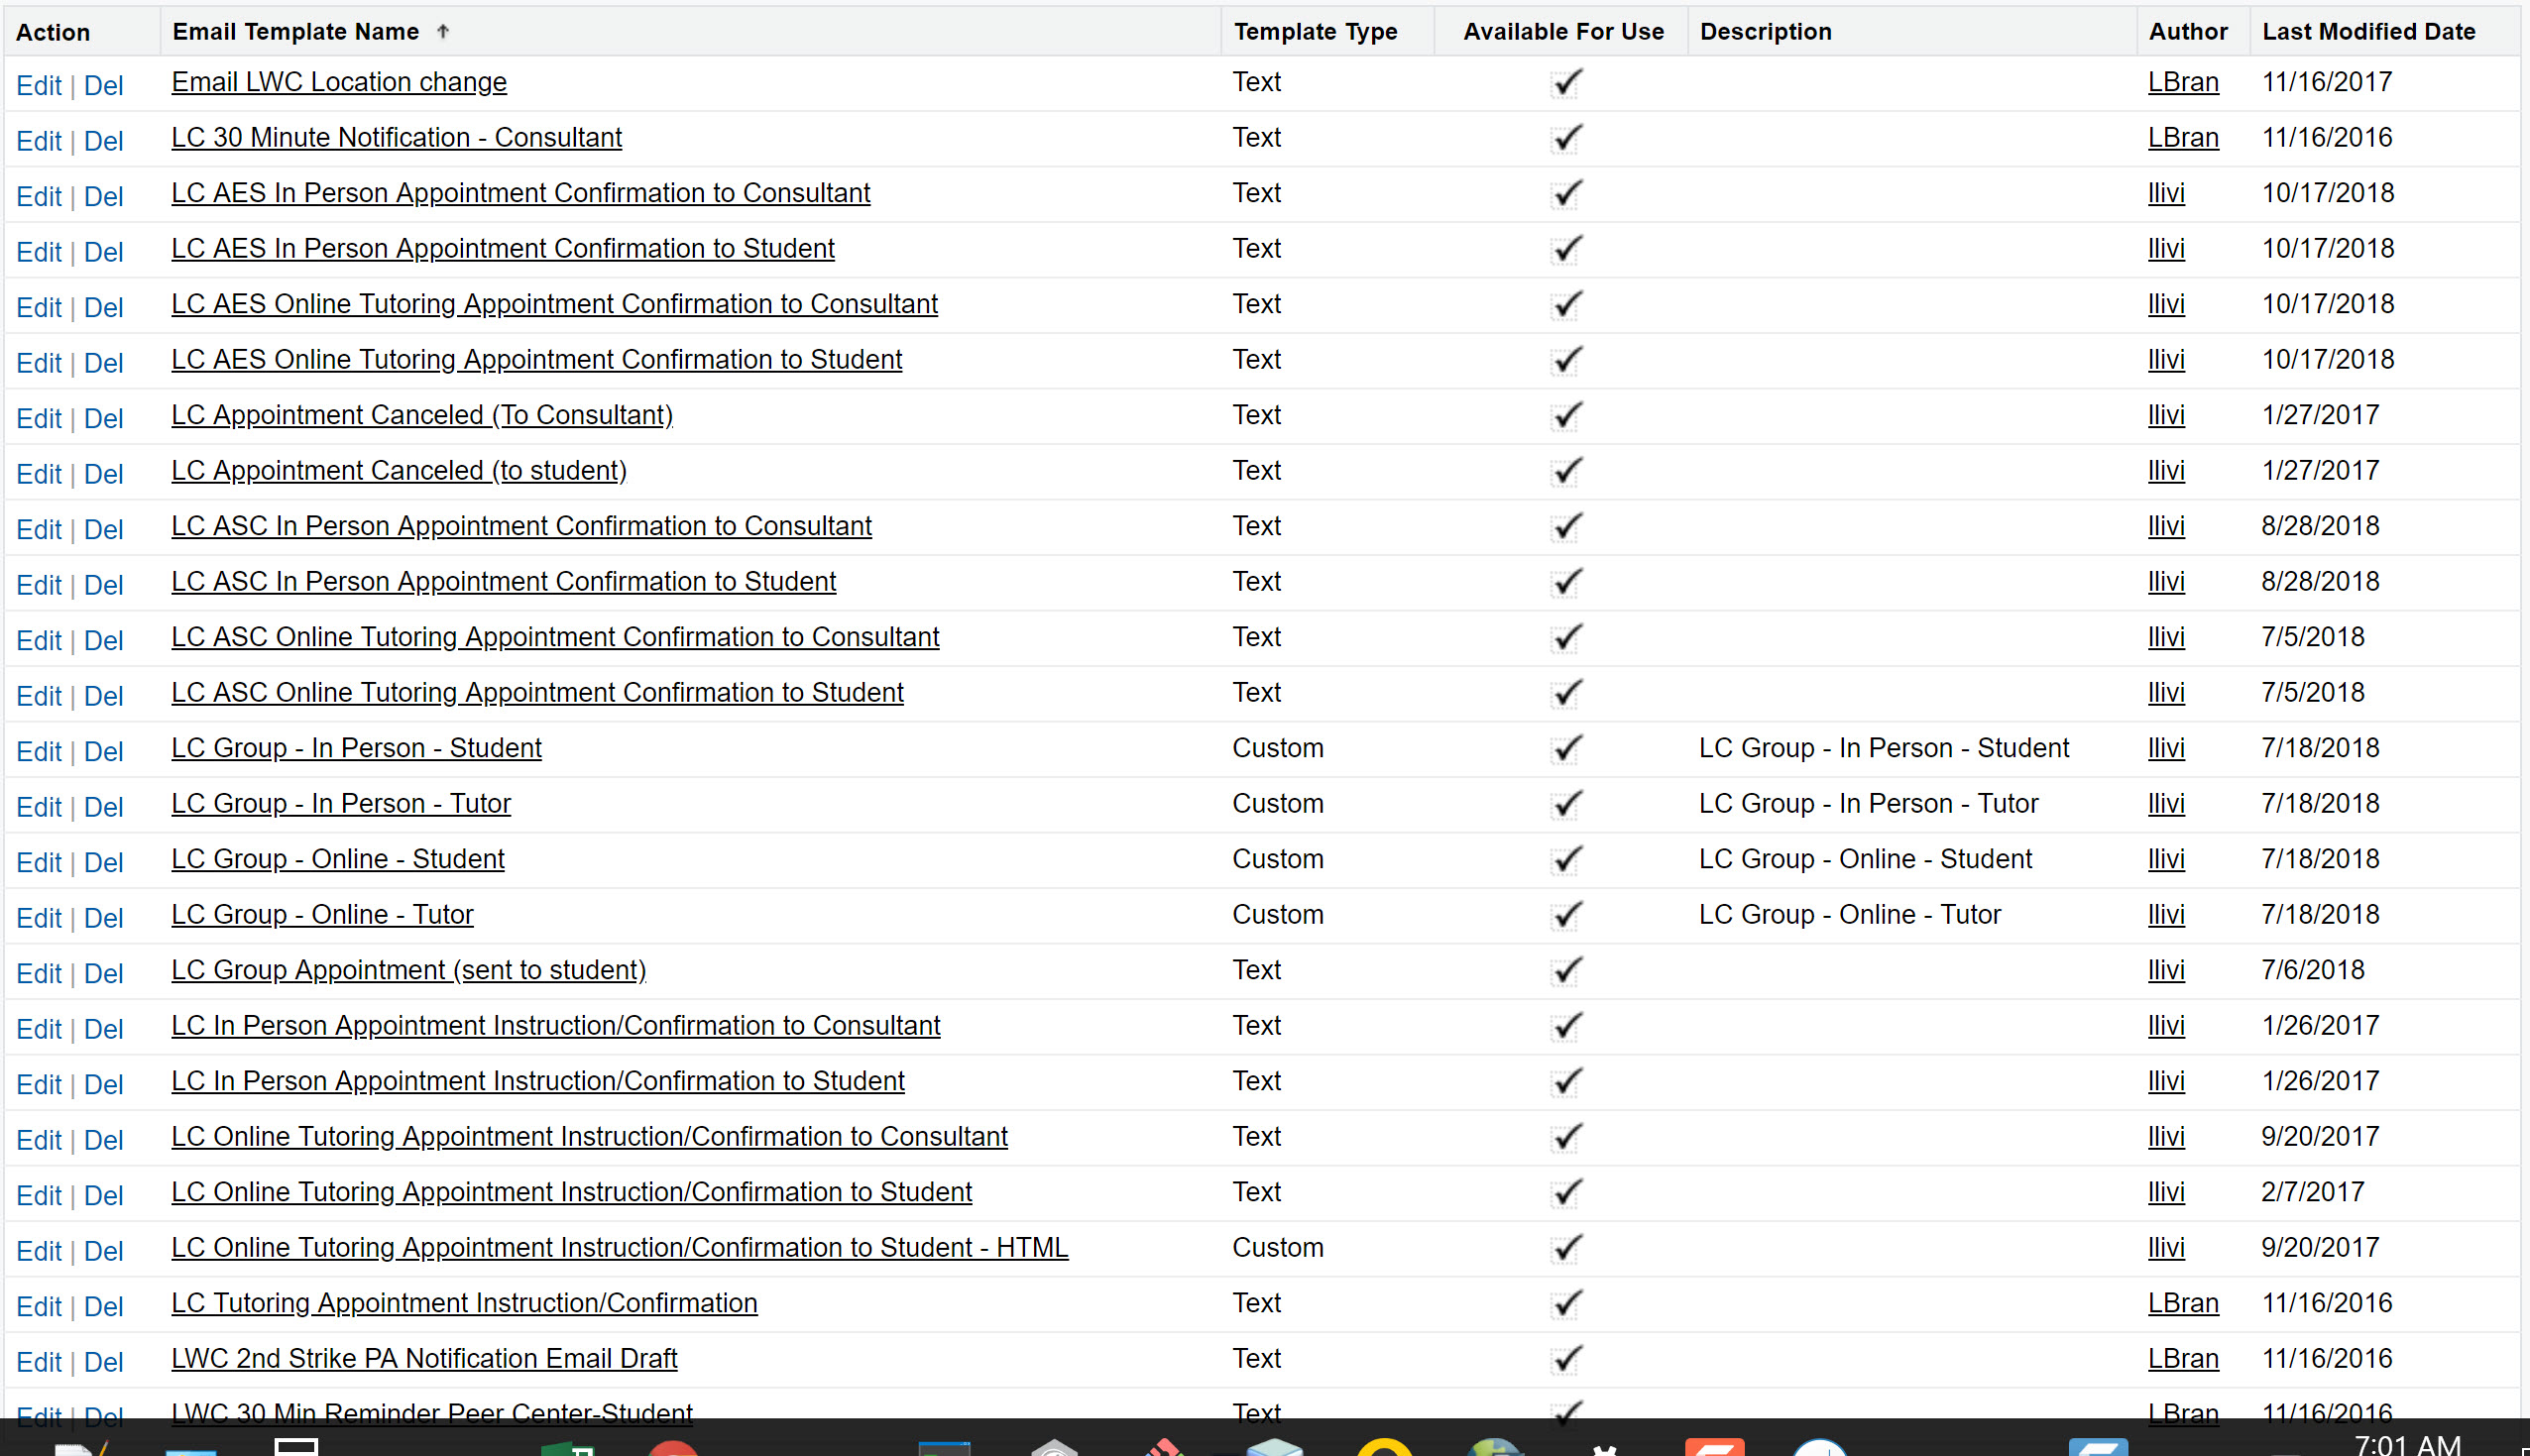 Action Email Template Name ↑ Template Type Available For Use Description Author Last Modified Date
Edit | Del Email LWC Location change Text LBran 11/16/2017
Edit | Del LC 30 Minute Notification - Consultant Text LBran 11/16/2016
Edit | Del LC AES In Person Appointment Confirmation to Consultant Text llivi 10/17/2018
Edit | Del LC AES In Person Appointment Confirmation to Student Text llivi 10/17/2018
Edit | Del LC AES Online Tutoring Appointment Confirmation to Consultant Text llivi 10/17/2018
Edit | Del LC AES Online Tutoring Appointment Confirmation to Student Text llivi 10/17/2018
Edit | Del LC Appointment Canceled (To Consultant) Text llivi 1/27/2017
Edit | Del LC Appointment Canceled (to student) Text llivi 1/27/2017
Edit | Del LC ASC In Person Appointment Confirmation to Consultant Text llivi 8/28/2018
Edit | Del LC ASC In Person Appointment Confirmation to Student Text llivi 8/28/2018
Edit | Del LC ASC Online Tutoring Appointment Confirmation to Consultant Text llivi 7/5/2018
Edit | Del LC ASC Online Tutoring Appointment Confirmation to Student Text llivi 7/5/2018
Edit | Del LC Group - In Person - Student Custom LC Group - In Person - Student llivi 7/18/2018
Edit | Del LC Group - In Person - Tutor Custom LC Group - In Person - Tutor llivi 7/18/2018
Edit | Del LC Group - Online - Student Custom LC Group - Online - Student llivi 7/18/2018
Edit | Del LC Group - Online - Tutor Custom LC Group - Online - Tutor llivi 7/18/2018
Edit | Del LC Group Appointment (sent to student) Text llivi 7/6/2018
Edit | Del LC In Person Appointment Instruction/Confirmation to Consultant Text llivi 1/26/2017
Edit | Del LC In Person Appointment Instruction/Confirmation to Student Text llivi 1/26/2017
Edit | Del LC Online Tutoring Appointment Instruction/Confirmation to Consultant Text llivi 9/20/2017
Edit | Del LC Online Tutoring Appointment Instruction/Confirmation to Student Text llivi 2/7/2017
Edit | Del LC Online Tutoring Appointment Instruction/Confirmation to Student - HTML Custom llivi 9/20/2017
Edit | Del LC Tutoring Appointment Instruction/Confirmation Text LBran 11/16/2016
Edit | Del LWC 2nd Strike PA Notification Email Draft Text LBran 11/16/2016
Edit | Del LWC 30 Min Reminder Peer Center-Student Text LBran 11/16/2016
7:01 AM